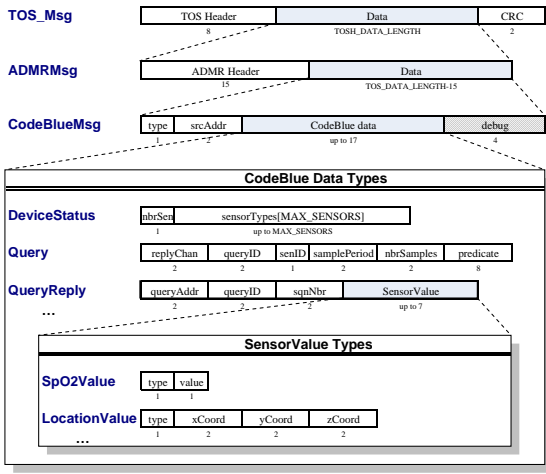 TOS_Msg TOS Header Data CRC
8 TOSH_DATA_LENGTH 2
ADMRMsg ADMR Header Data
15 TOS_DATA_LENGTH-15
CodeBlueMsg type srcAddr CodeBlue data debug
1 2 up to 17 4
CodeBlue Data Types
DeviceStatus nbrSen sensorTypes[MAX_SENSORS]
1 up to MAX_SENSORS
Query replyChan queryID senID samplePeriod nbrSamples predicate
2 2 1 2 2 8
QueryReply queryAddr queryID sqnNbr SensorValue
2 2 2 up to 7
...
SensorValue Types
SpO2Value type value
1 1
LocationValue type xCoord yCoord zCoord
1 2 2 2
...